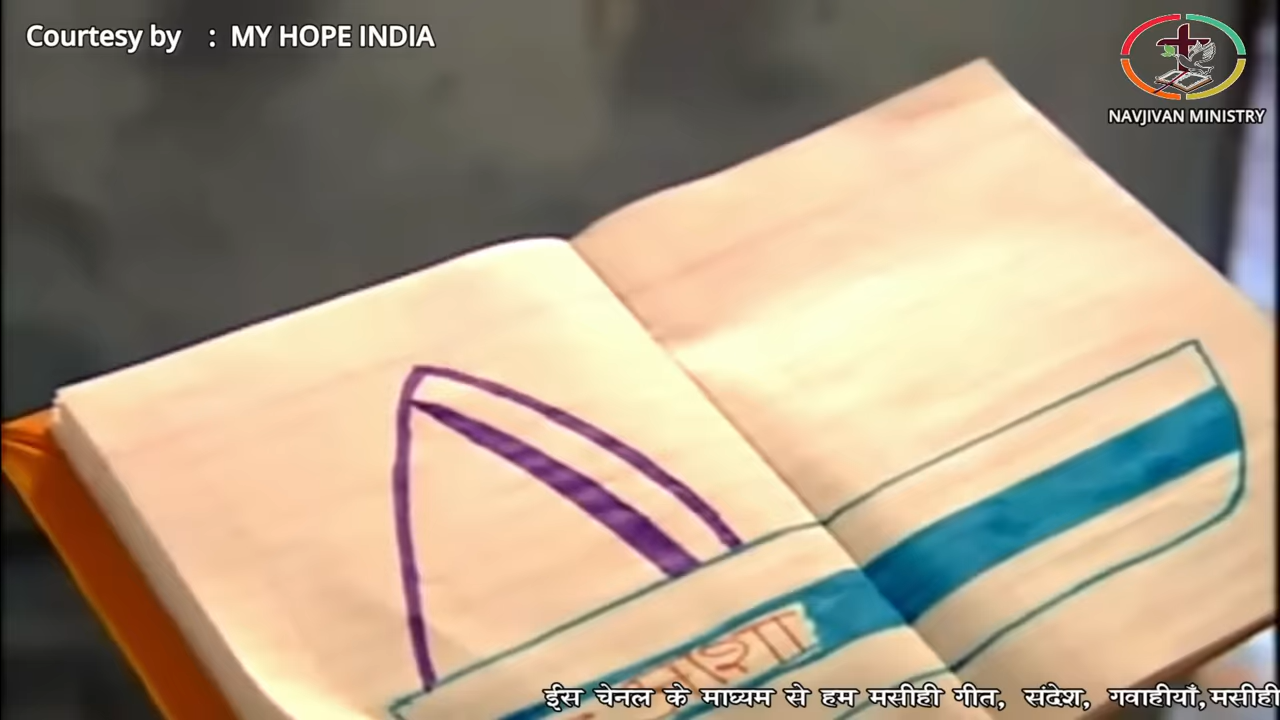 Courtesy by : MY HOPE INDIA
NAVJIVAN MINISTRY
ईस चेनल के माघ्यम से हम मसीही गीत, संदेश, गवाहीयाँ,मसीही